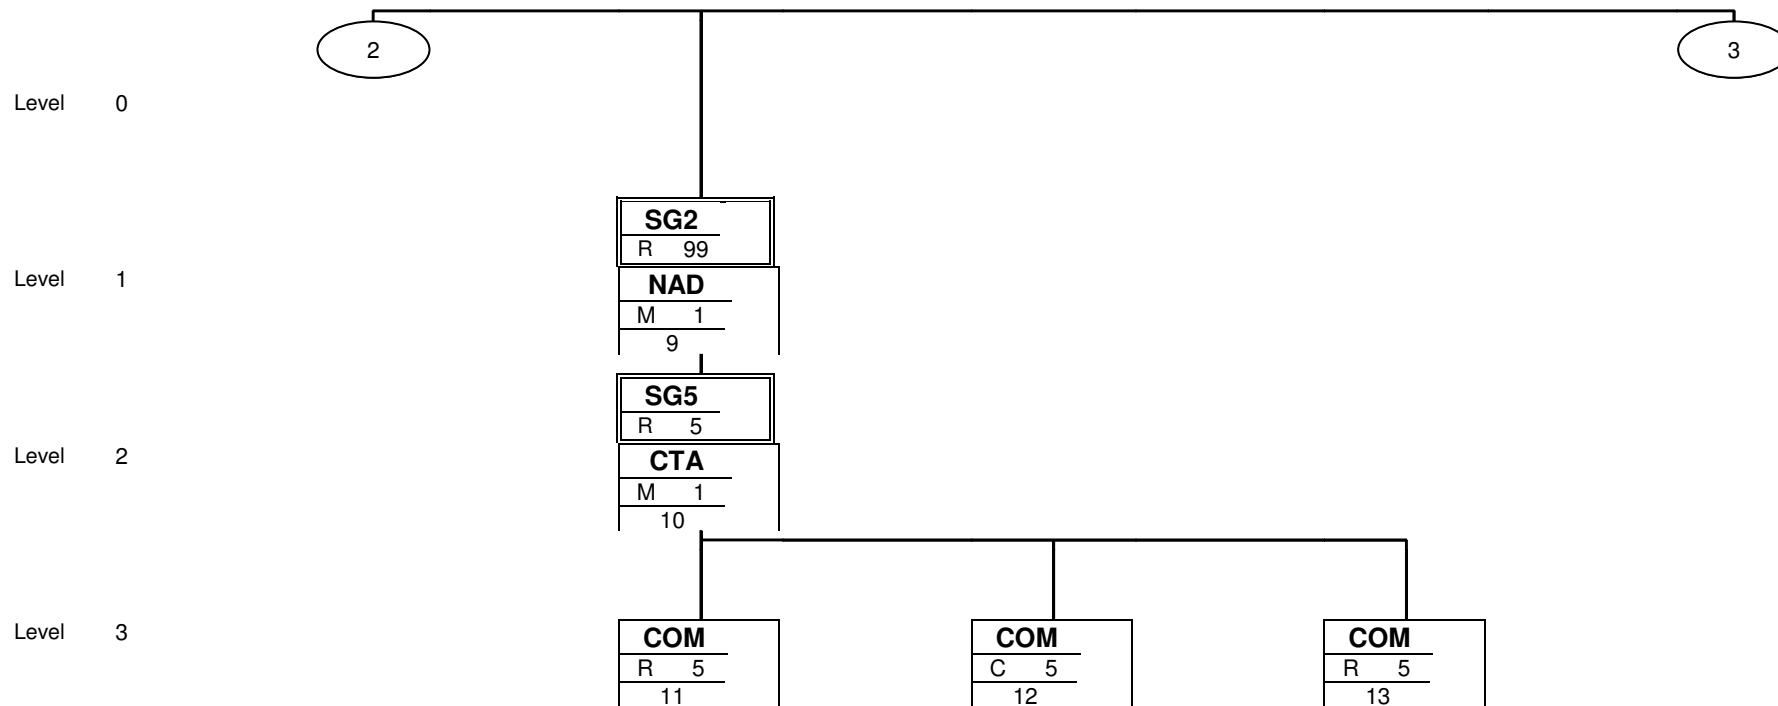 2 3
Level 0
SG2
R 99
Level 1
NAD
M 1
9
SG5
R 5
Level 2
CTA
M 1
10
Level 3
COM COM COM
R 5 C 5 R 5
11 12 13